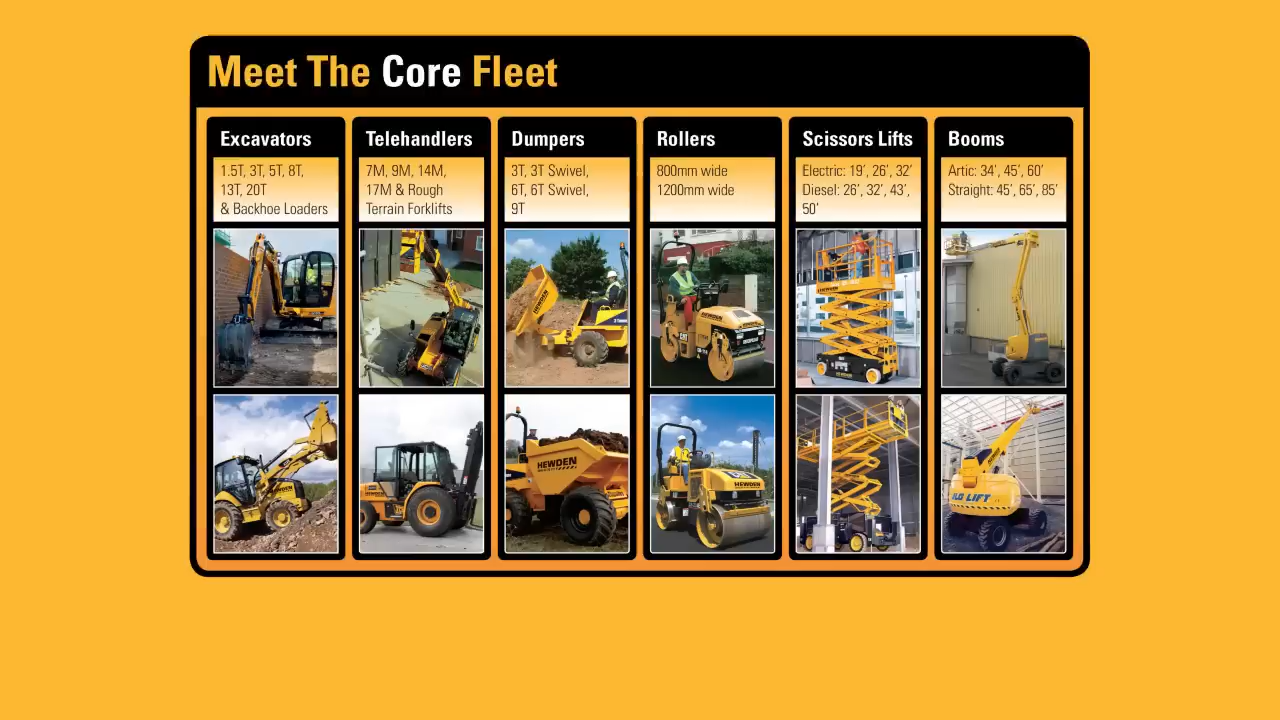 Meet The Core Fleet
Excavators
1.5T, 3T, 5T, 8T,
13T, 20T
& Backhoe Loaders
Telehandlers
7M, 9M, 14M,
17M & Rough
Terrain Forklifts
Dumpers
3T, 3T Swivel,
6T, 6T Swivel,
9T
Rollers
800mm wide
1200mm wide
Scissors Lifts
Electric: 19′, 26′, 32′
Diesel: 26′, 32′, 43′,
50′
Booms
Artic: 34′, 45′, 60′
Straight: 45′, 65′, 85′
HEWDEN
HEWDEN
HEWDEN
HEWDEN
HEWDEN
LIFT